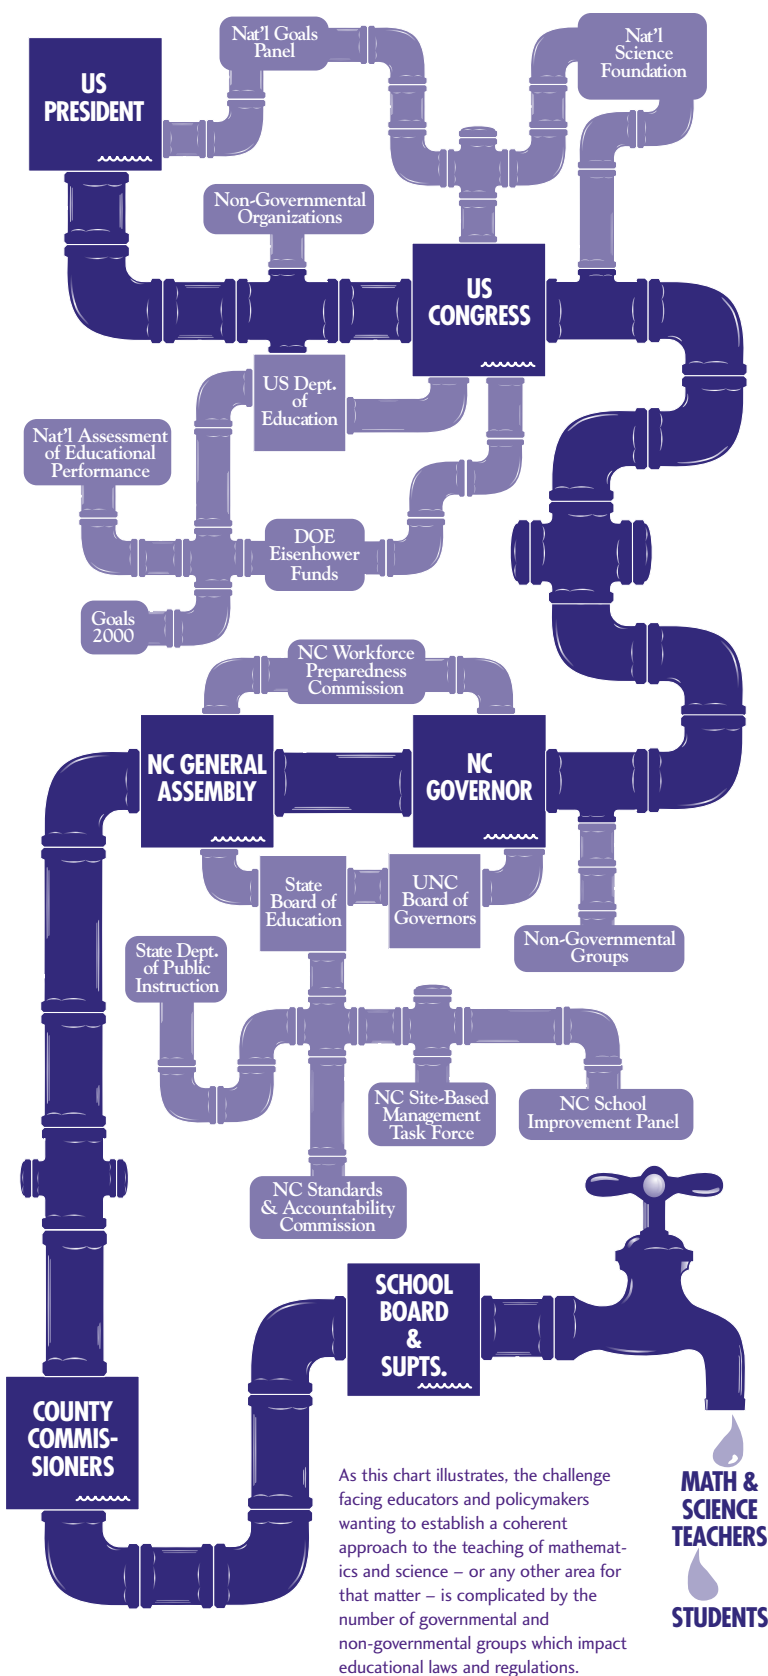 Nat'l Goals
Panel
Nat'l
Science
Foundation
US
PRESIDENT
Non-Governmental
Organizations
US
CONGRESS
US Dept.
of
Education
Nat'l Assessment
of Educational
Performance
DOE
Eisenhower
Funds
Goals
2000
NC Workforce
Preparedness
Commission
NC GENERAL
ASSEMBLY
NC
GOVERNOR
State
Board of
Education
UNC
Board of
Governors
Non-Governmental
Groups
State Dept.
of Public
Instruction
NC Site-Based
Management
Task Force
NC School
Improvement Panel
NC Standards
& Accountability
Commission
SCHOOL
BOARD
&
SUPTS.
COUNTY
COMMIS-
SIONERS
As this chart illustrates, the challenge
facing educators and policymakers
wanting to establish a coherent
approach to the teaching of mathemat-
ics and science – or any other area for
that matter – is complicated by the
number of governmental and
non-governmental groups which impact
educational laws and regulations.
MATH &
SCIENCE
TEACHERS
STUDENTS